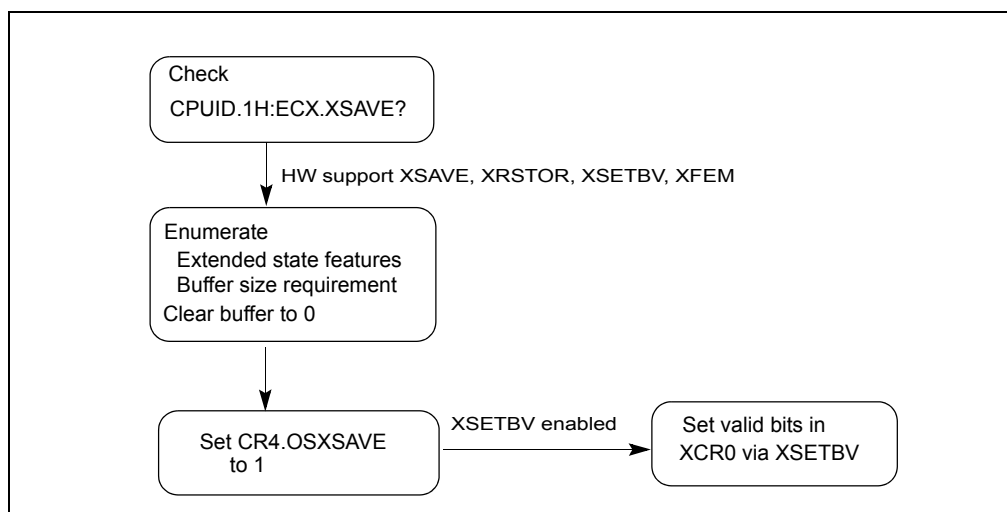 Check
CPUID.1H:ECX.XSAVE?
HW support XSAVE, XRSTOR, XSETBV, XFEM
Enumerate
Extended state features
Buffer size requirement
Clear buffer to 0
Set CR4.OSXSAVE
to 1
XSETBV enabled
Set valid bits in
XCR0 via XSETBV